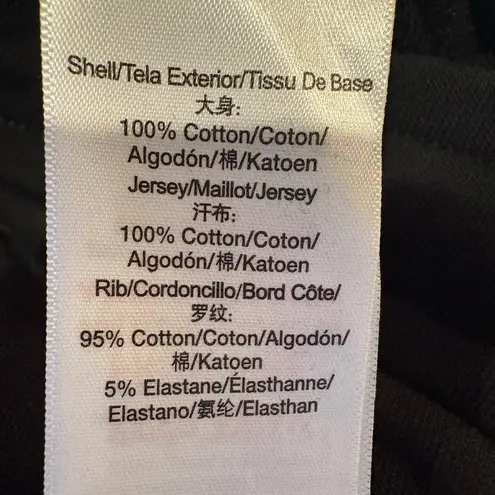 Shell/Tela Exterior/Tissu De Base
大身:
100% Cotton/Coton/
Algodón/棉/Katoen
Jersey/Maillot/Jersey
汗布:
100% Cotton/Coton/
Algodón/棉/Katoen
Rib/Cordoncillo/Bord Côte/
罗纹:
95% Cotton/Coton/Algodón/
棉/Katoen
5% Elastane/Élasthanne/
Elastano/氨纶/Elasthan